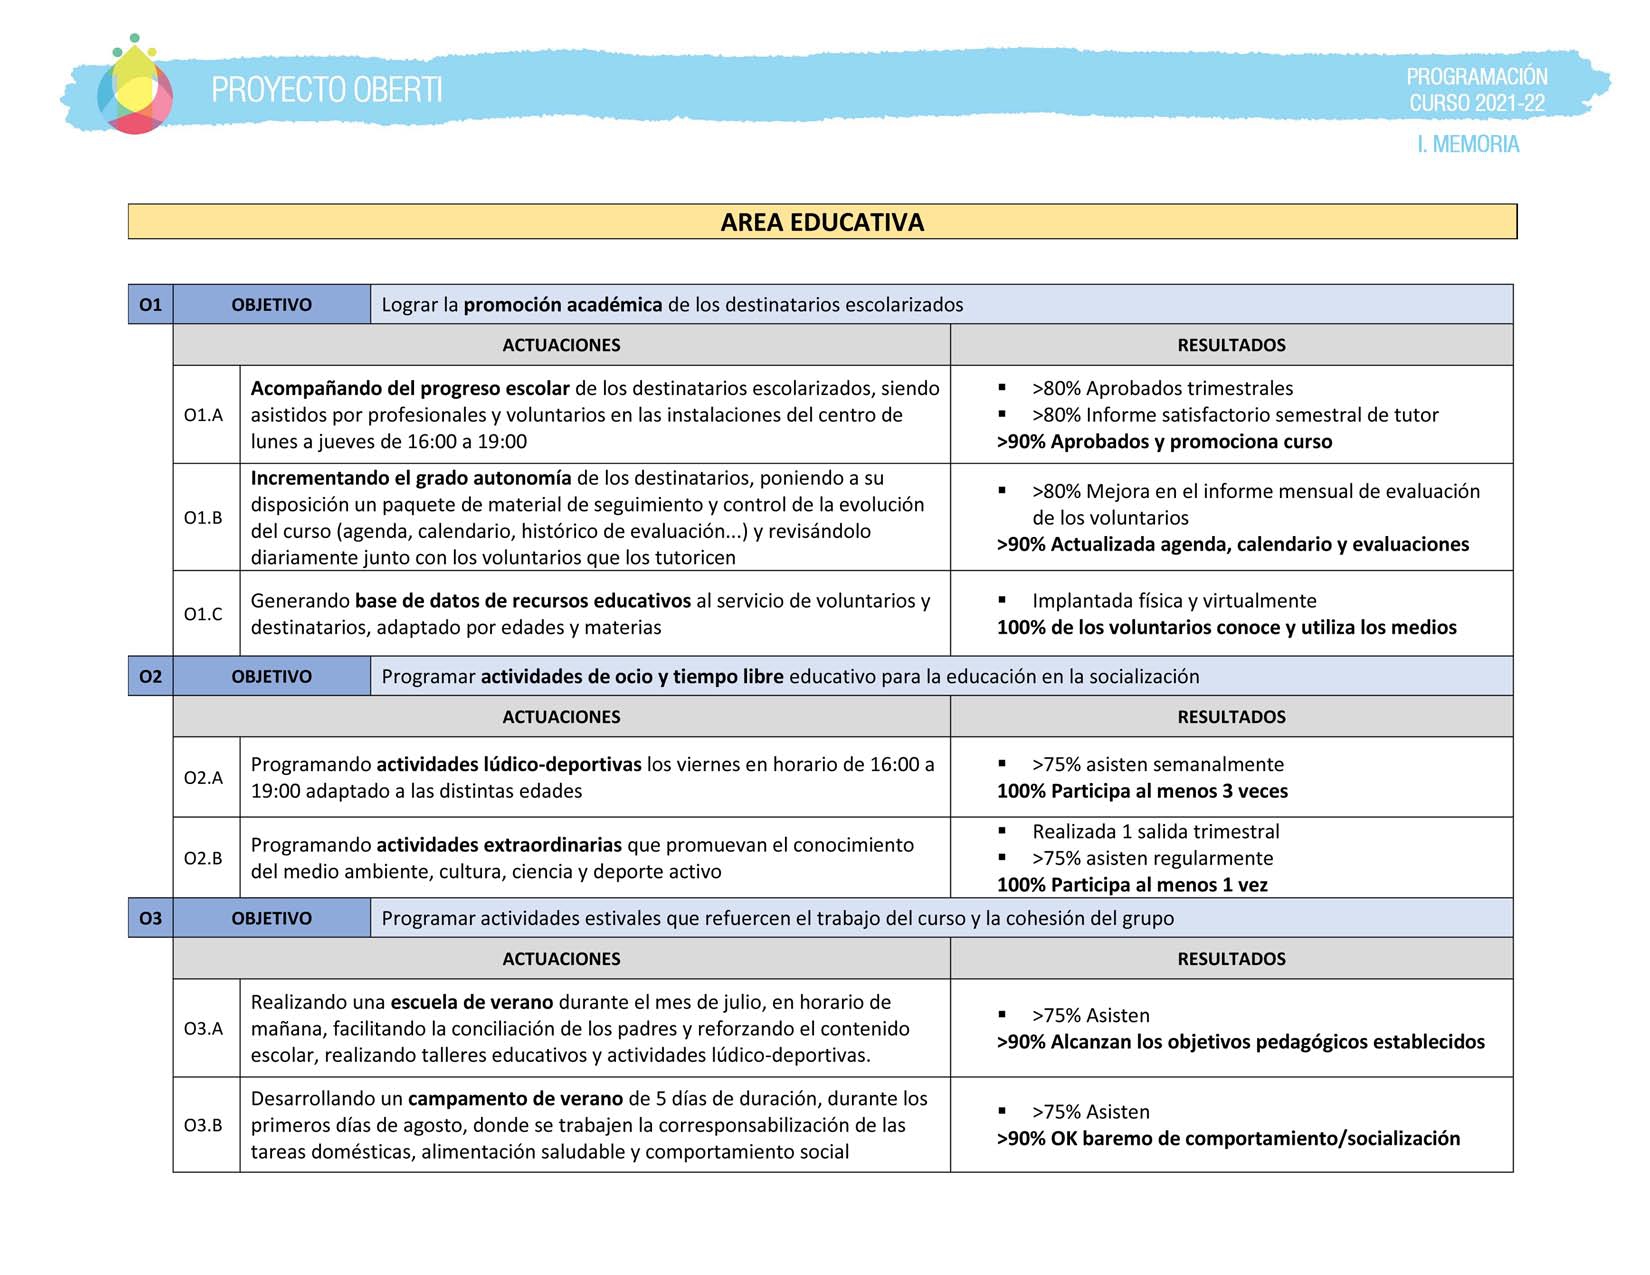 PROYECTO OBERTI
PROGRAMACIÓN
CURSO 2021-22
I. MEMORIA
AREA EDUCATIVA
O1 OBJETIVO Lograr la promoción académica de los destinatarios escolarizados
ACTUACIONES RESULTADOS
O1.A
Acompañando del progreso escolar de los destinatarios escolarizados, siendo
asistidos por profesionales y voluntarios en las instalaciones del centro de
lunes a jueves de 16:00 a 19:00
▪ >80% Aprobados trimestrales
▪ >80% Informe satisfactorio semestral de tutor
>90% Aprobados y promociona curso
O1.B
Incrementando el grado autonomía de los destinatarios, poniendo a su
disposición un paquete de material de seguimiento y control de la evolución
del curso (agenda, calendario, histórico de evaluación...) y revisándolo
diariamente junto con los voluntarios que los tutoricen
▪ >80% Mejora en el informe mensual de evaluación
de los voluntarios
>90% Actualizada agenda, calendario y evaluaciones
O1.C
Generando base de datos de recursos educativos al servicio de voluntarios y
destinatarios, adaptado por edades y materias
▪ Implantada física y virtualmente
100% de los voluntarios conoce y utiliza los medios
O2 OBJETIVO Programar actividades de ocio y tiempo libre educativo para la educación en la socialización
ACTUACIONES RESULTADOS
O2.A
Programando actividades lúdico-deportivas los viernes en horario de 16:00 a
19:00 adaptado a las distintas edades
▪ >75% asisten semanalmente
100% Participa al menos 3 veces
O2.B
Programando actividades extraordinarias que promuevan el conocimiento
del medio ambiente, cultura, ciencia y deporte activo
▪ Realizada 1 salida trimestral
▪ >75% asisten regularmente
100% Participa al menos 1 vez
O3 OBJETIVO Programar actividades estivales que refuercen el trabajo del curso y la cohesión del grupo
ACTUACIONES RESULTADOS
O3.A
Realizando una escuela de verano durante el mes de julio, en horario de
mañana, facilitando la conciliación de los padres y reforzando el contenido
escolar, realizando talleres educativos y actividades lúdico-deportivas.
▪ >75% Asisten
>90% Alcanzan los objetivos pedagógicos establecidos
O3.B
Desarrollando un campamento de verano de 5 días de duración, durante los
primeros días de agosto, donde se trabajen la corresponsabilización de las
tareas domésticas, alimentación saludable y comportamiento social
▪ >75% Asisten
>90% OK baremo de comportamiento/socialización